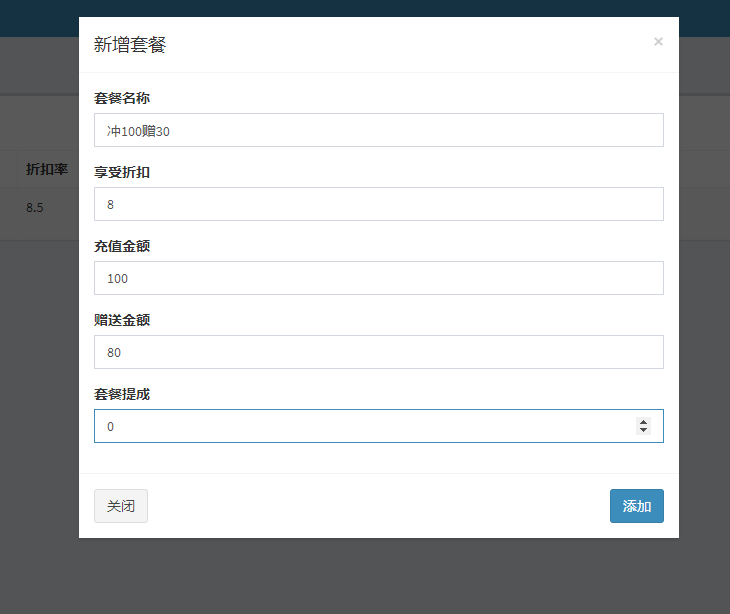 新增套餐
×
套餐名称
冲100赠30
享受折扣
折扣率
8
8.5
充值金额
100
赠送金额
80
套餐提成
0
关闭
添加